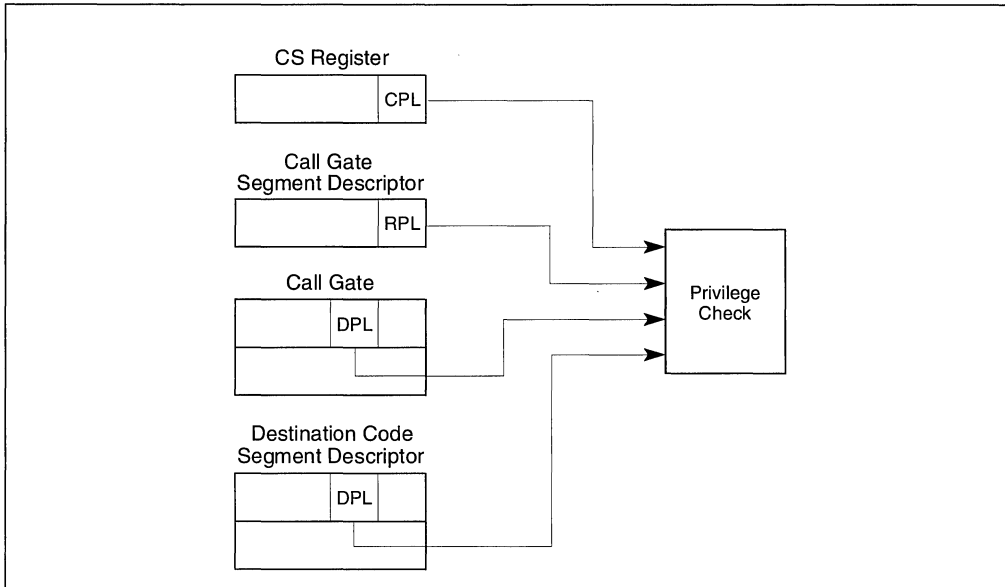 CS Register
CPL
Call Gate
Segment Descriptor
RPL
Call Gate
DPL
Destination Code
Segment Descriptor
DPL
Privilege
Check